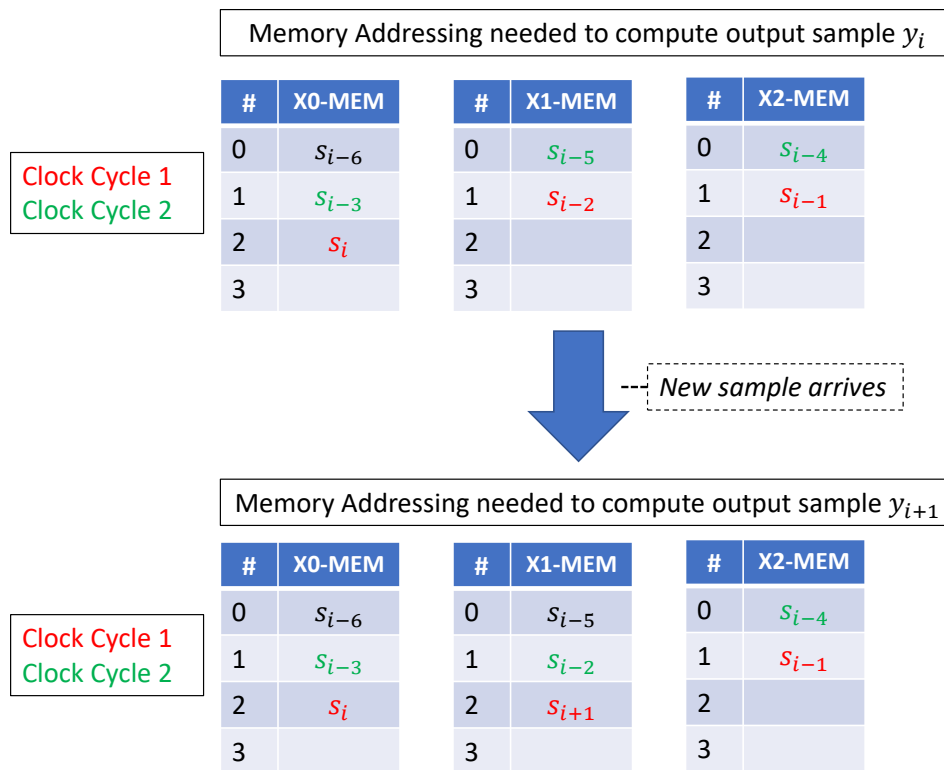 Memory Addressing needed to compute output sample yᵢ
# X0-MEM # X1-MEM # X2-MEM
0 sᵢ₋₆ 0 sᵢ₋₅ 0 sᵢ₋₄
Clock Cycle 1
Clock Cycle 2
1 sᵢ₋₃ 1 sᵢ₋₂ 1 sᵢ₋₁
2 sᵢ 2 2
3 3 3
New sample arrives
Memory Addressing needed to compute output sample yᵢ₊₁
# X0-MEM # X1-MEM # X2-MEM
0 sᵢ₋₆ 0 sᵢ₋₅ 0 sᵢ₋₄
Clock Cycle 1
Clock Cycle 2
1 sᵢ₋₃ 1 sᵢ₋₂ 1 sᵢ₋₁
2 sᵢ 2 sᵢ₊₁ 2
3 3 3